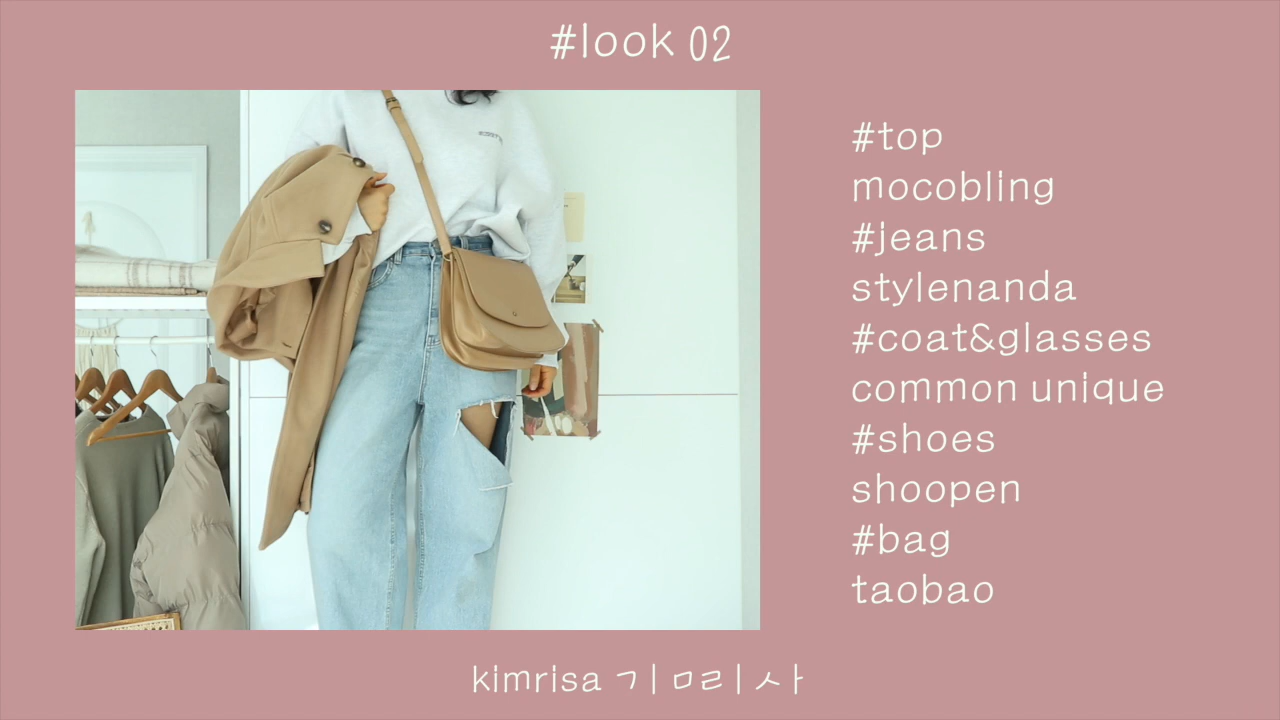 #look 02
#top
mocobling
#jeans
stylenanda
#coat&glasses
common unique
#shoes
shoopen
#bag
taobao
kimrisa 기ㅁ리사